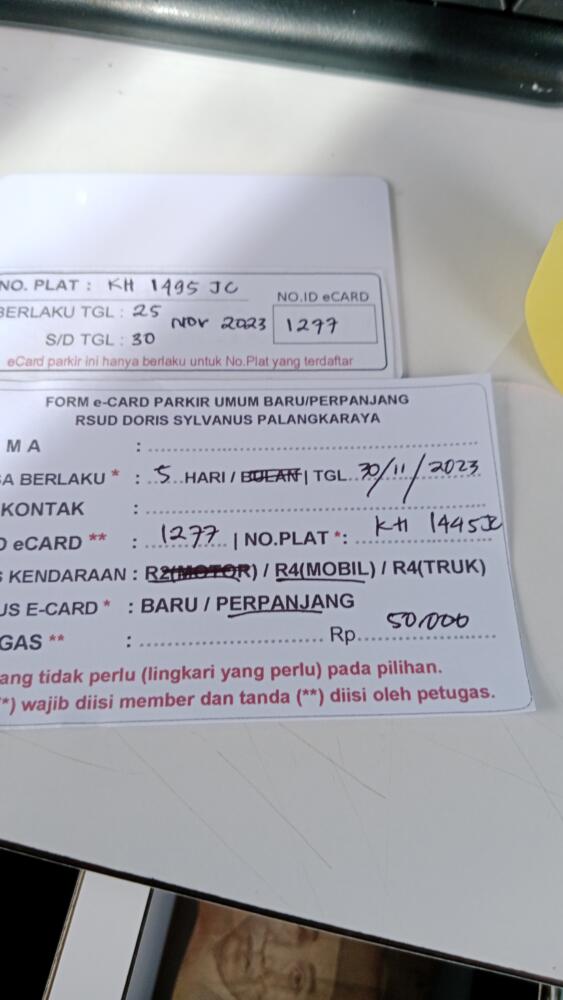 NO. PLAT : KH 1495 JC
BERLAKU TGL : 25 NOV 2023
S/D TGL : 30
NO.ID eCARD
1277
eCard parkir ini hanya berlaku untuk No.Plat yang terdaftar
FORM e-CARD PARKIR UMUM BARU/PERPANJANG
RSUD DORIS SYLVANUS PALANGKARAYA
MA :
A BERLAKU * : 5 HARI / BULAN | TGL. 30/11/2023
KONTAK :
D eCARD ** : 1277 | NO.PLAT *: KH 1445 JC
S KENDARAAN : R2(MOTOR) / R4(MOBIL) / R4(TRUK)
US E-CARD * : BARU / PERPANJANG
GAS ** : Rp. 50.000
ang tidak perlu (lingkari yang perlu) pada pilihan.
*) wajib diisi member dan tanda (**) diisi oleh petugas.